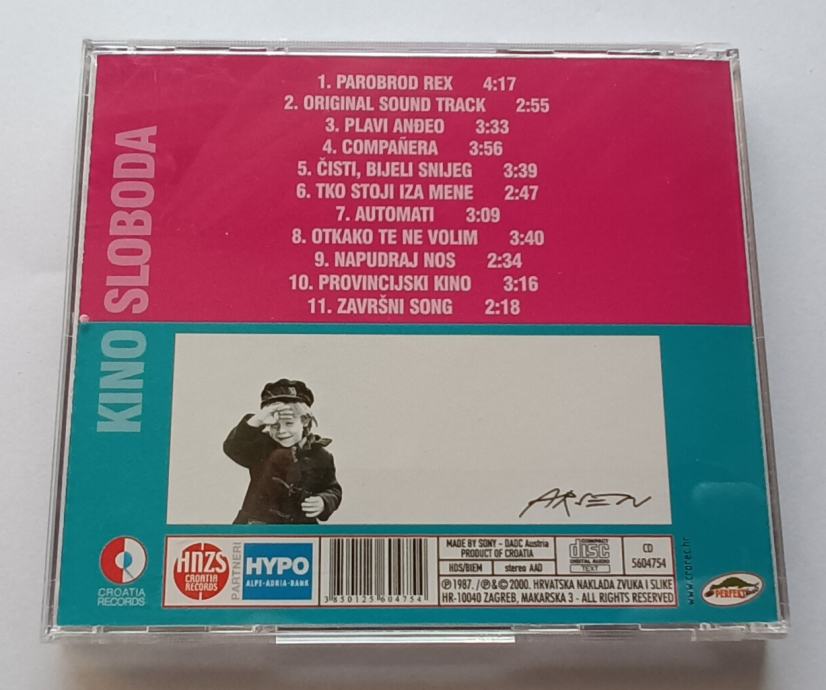 1. PAROBROD REX 4:17
2. ORIGINAL SOUND TRACK 2:55
3. PLAVI ANĐEO 3:33
4. COMPAÑERA 3:56
5. ČISTI, BIJELI SNIJEG 3:39
6. TKO STOJI IZA MENE 2:47
7. AUTOMATI 3:09
8. OTKAKO TE NE VOLIM 3:40
9. NAPUDRAJ NOS 2:34
10. PROVINCIJSKI KINO 3:16
11. ZAVRŠNI SONG 2:18
KINO SLOBODA
ARSEN
CROATIA
RECORDS
HNZS
CROATIA
RECORDS
PARTNERI
HYPO
ALPE-ADRIA-BANK
3850125604754
MADE BY SONY - DADC Austria
PRODUCT OF CROATIA
HDS/BIEM
stereo AAD
COMPACT
disc
DIGITAL AUDIO
CD
5604754
℗1987. /℗&©2000. HRVATSKA NAKLADA ZVUKA I SLIKE
HR-10040 ZAGREB, MAKARSKA 3 - ALL RIGHTS RESERVED
www.crorec.hr
PERFEKT